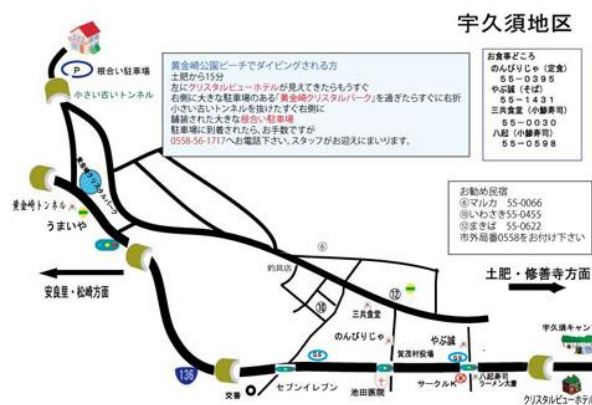 宇久須地区
黄金崎公園ビーチでダイビングされる方
土肥から15分
左にクリスタルビューホテルが見えてきたらもうすぐ
右側に大きな駐車場のある「黄金崎クリスタルパーク」を過ぎたらすぐに右折
小さい古いトンネルを抜けたすぐ右側に
舗装された大きな根合い駐車場
駐車場に到着されたら、お手数ですが
0558-56-1717へお電話下さい。スタッフがお迎えにまいります。
お食事どころ
のんびりじゃ(定食)
55-0395
やぶ誠(そば)
55-1431
三共食堂(小鯵寿司)
55-0030
八起(小鯵寿司)
55-0598
P
根合い駐車場
小さい古いトンネル
黄金崎クリスタルパーク
黄金崎トンネル
うまいや
お勧め民宿
⑥マルカ 55-0066
⑩いわさき55-0455
⑫まきば 55-0622
市外局番0558をお付け下さい
安良里・松崎方面
土肥・修善寺方面
⑥
釣具店
⑩
⑫
三共食堂
のんびりじゃ
賀茂村役場
やぶ誠
宇久須キャンプ
GS
GS
136
交番
セブンイレブン
池田医院
サークルK
八起寿司
ラーメン大慶
クリスタルビューホテル